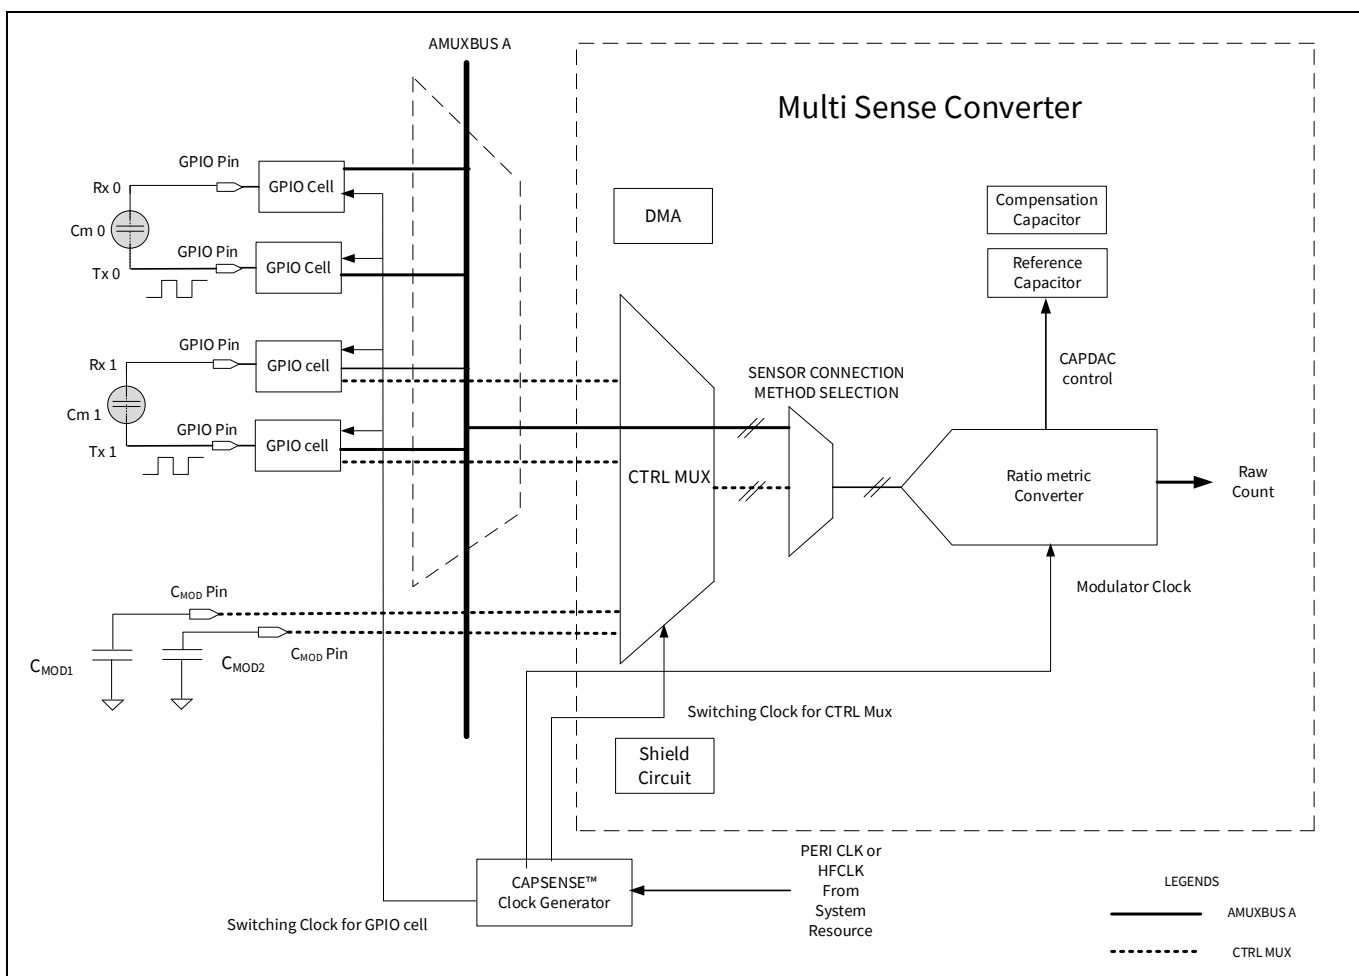 AMUXBUS A
Multi Sense Converter
GPIO Pin
Rx 0
GPIO Cell
Cm 0
GPIO Pin
Tx 0
GPIO Cell
DMA
Compensation
Capacitor
Reference
Capacitor
GPIO Pin
Rx 1
GPIO cell
Cm 1
GPIO Pin
Tx 1
GPIO cell
CAPDAC
control
SENSOR CONNECTION
METHOD SELECTION
CTRL MUX
Ratio metric
Converter
Raw
Count
Modulator Clock
CMOD Pin
CMOD Pin
CMOD1
CMOD2
Switching Clock for CTRL Mux
Shield
Circuit
PERI CLK or
HFCLK
From
System
Resource
CAPSENSE™
Clock Generator
Switching Clock for GPIO cell
LEGENDS
AMUXBUS A
CTRL MUX